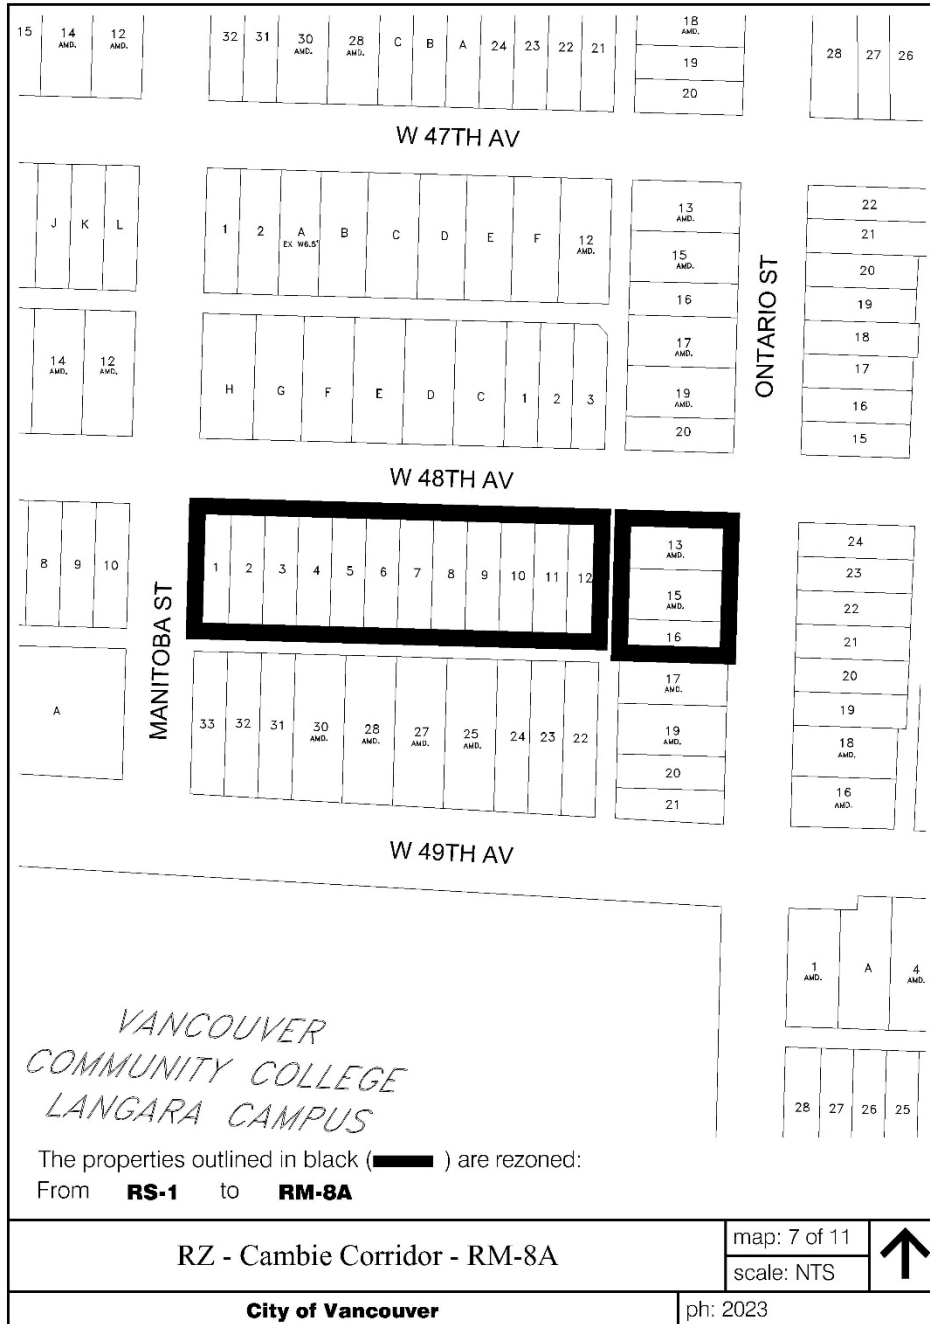 15 14 AMD. 12 AMD. 32 31 30 AMD. 28 AMD. C B A 24 23 22 21 18 AMD. 28 27 26
19
20
W 47TH AV
J K L 1 2 A EX W6.5' B C D E F 12 AMD. 13 AMD. 22
15 AMD. 21
16 20
17 AMD. 19
19 AMD. 18
20 17
16
15
ONTARIO ST
14 AMD. 12 AMD. H G F E D C 1 2 3
W 48TH AV
8 9 10 1 2 3 4 5 6 7 8 9 10 11 12 13 AMD. 24
15 AMD. 23
16 22
21
MANITOBA ST
A 33 32 31 30 AMD. 28 AMD. 27 AMD. 25 AMD. 24 23 22 17 AMD. 20
19 AMD. 19
20 18 AMD.
21 16 AMD.
W 49TH AV
1 AMD. A 4 AMD.
28 27 26 25
VANCOUVER
COMMUNITY COLLEGE
LANGARA CAMPUS
The properties outlined in black ( ) are rezoned:
From RS-1 to RM-8A
RZ - Cambie Corridor - RM-8A
map: 7 of 11
scale: NTS
City of Vancouver
ph: 2023